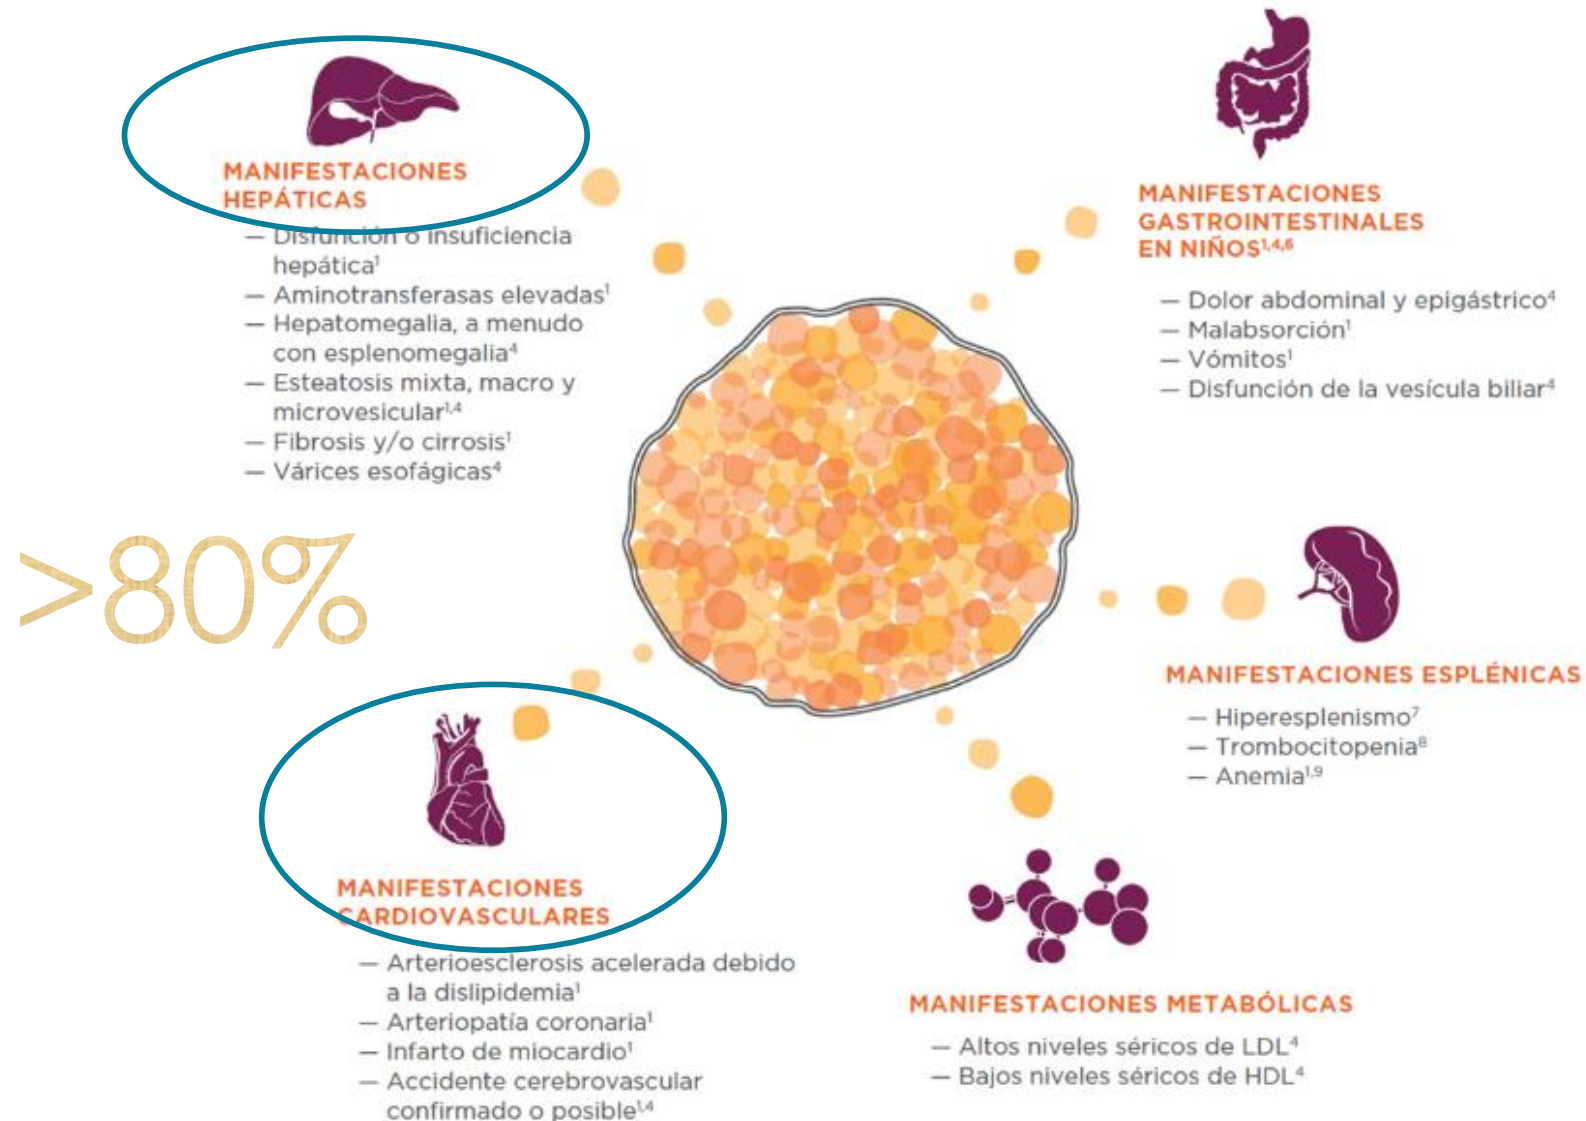 MANIFESTACIONES
HEPÁTICAS
— Disfunción o insuficiencia
hepática¹
— Aminotransferasas elevadas¹
— Hepatomegalia, a menudo
con esplenomegalia⁴
— Esteatosis mixta, macro y
microvesicular¹,⁴
— Fibrosis y/o cirrosis¹
— Várices esofágicas⁴
>80%
MANIFESTACIONES
CARDIOVASCULARES
— Arterioesclerosis acelerada debido
a la dislipidemia¹
— Arteriopatía coronaria¹
— Infarto de miocardio¹
— Accidente cerebrovascular
confirmado o posible¹,⁴
MANIFESTACIONES
GASTROINTESTINALES
EN NIÑOS¹,⁴,⁶
— Dolor abdominal y epigástrico⁴
— Malabsorción¹
— Vómitos¹
— Disfunción de la vesícula biliar⁴
MANIFESTACIONES ESPLÉNICAS
— Hiperesplenismo⁷
— Trombocitopenia⁸
— Anemia¹,⁹
MANIFESTACIONES METABÓLICAS
— Altos niveles séricos de LDL⁴
— Bajos niveles séricos de HDL⁴